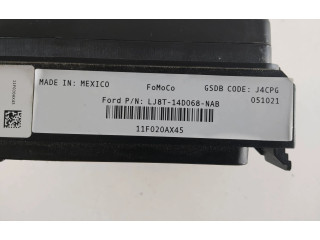 MADE IN: MEXICO FoMoCo GSDB CODE: J4CPG
051021
Ford P/N: LJ8T-14D068-NAB
11F020AX45